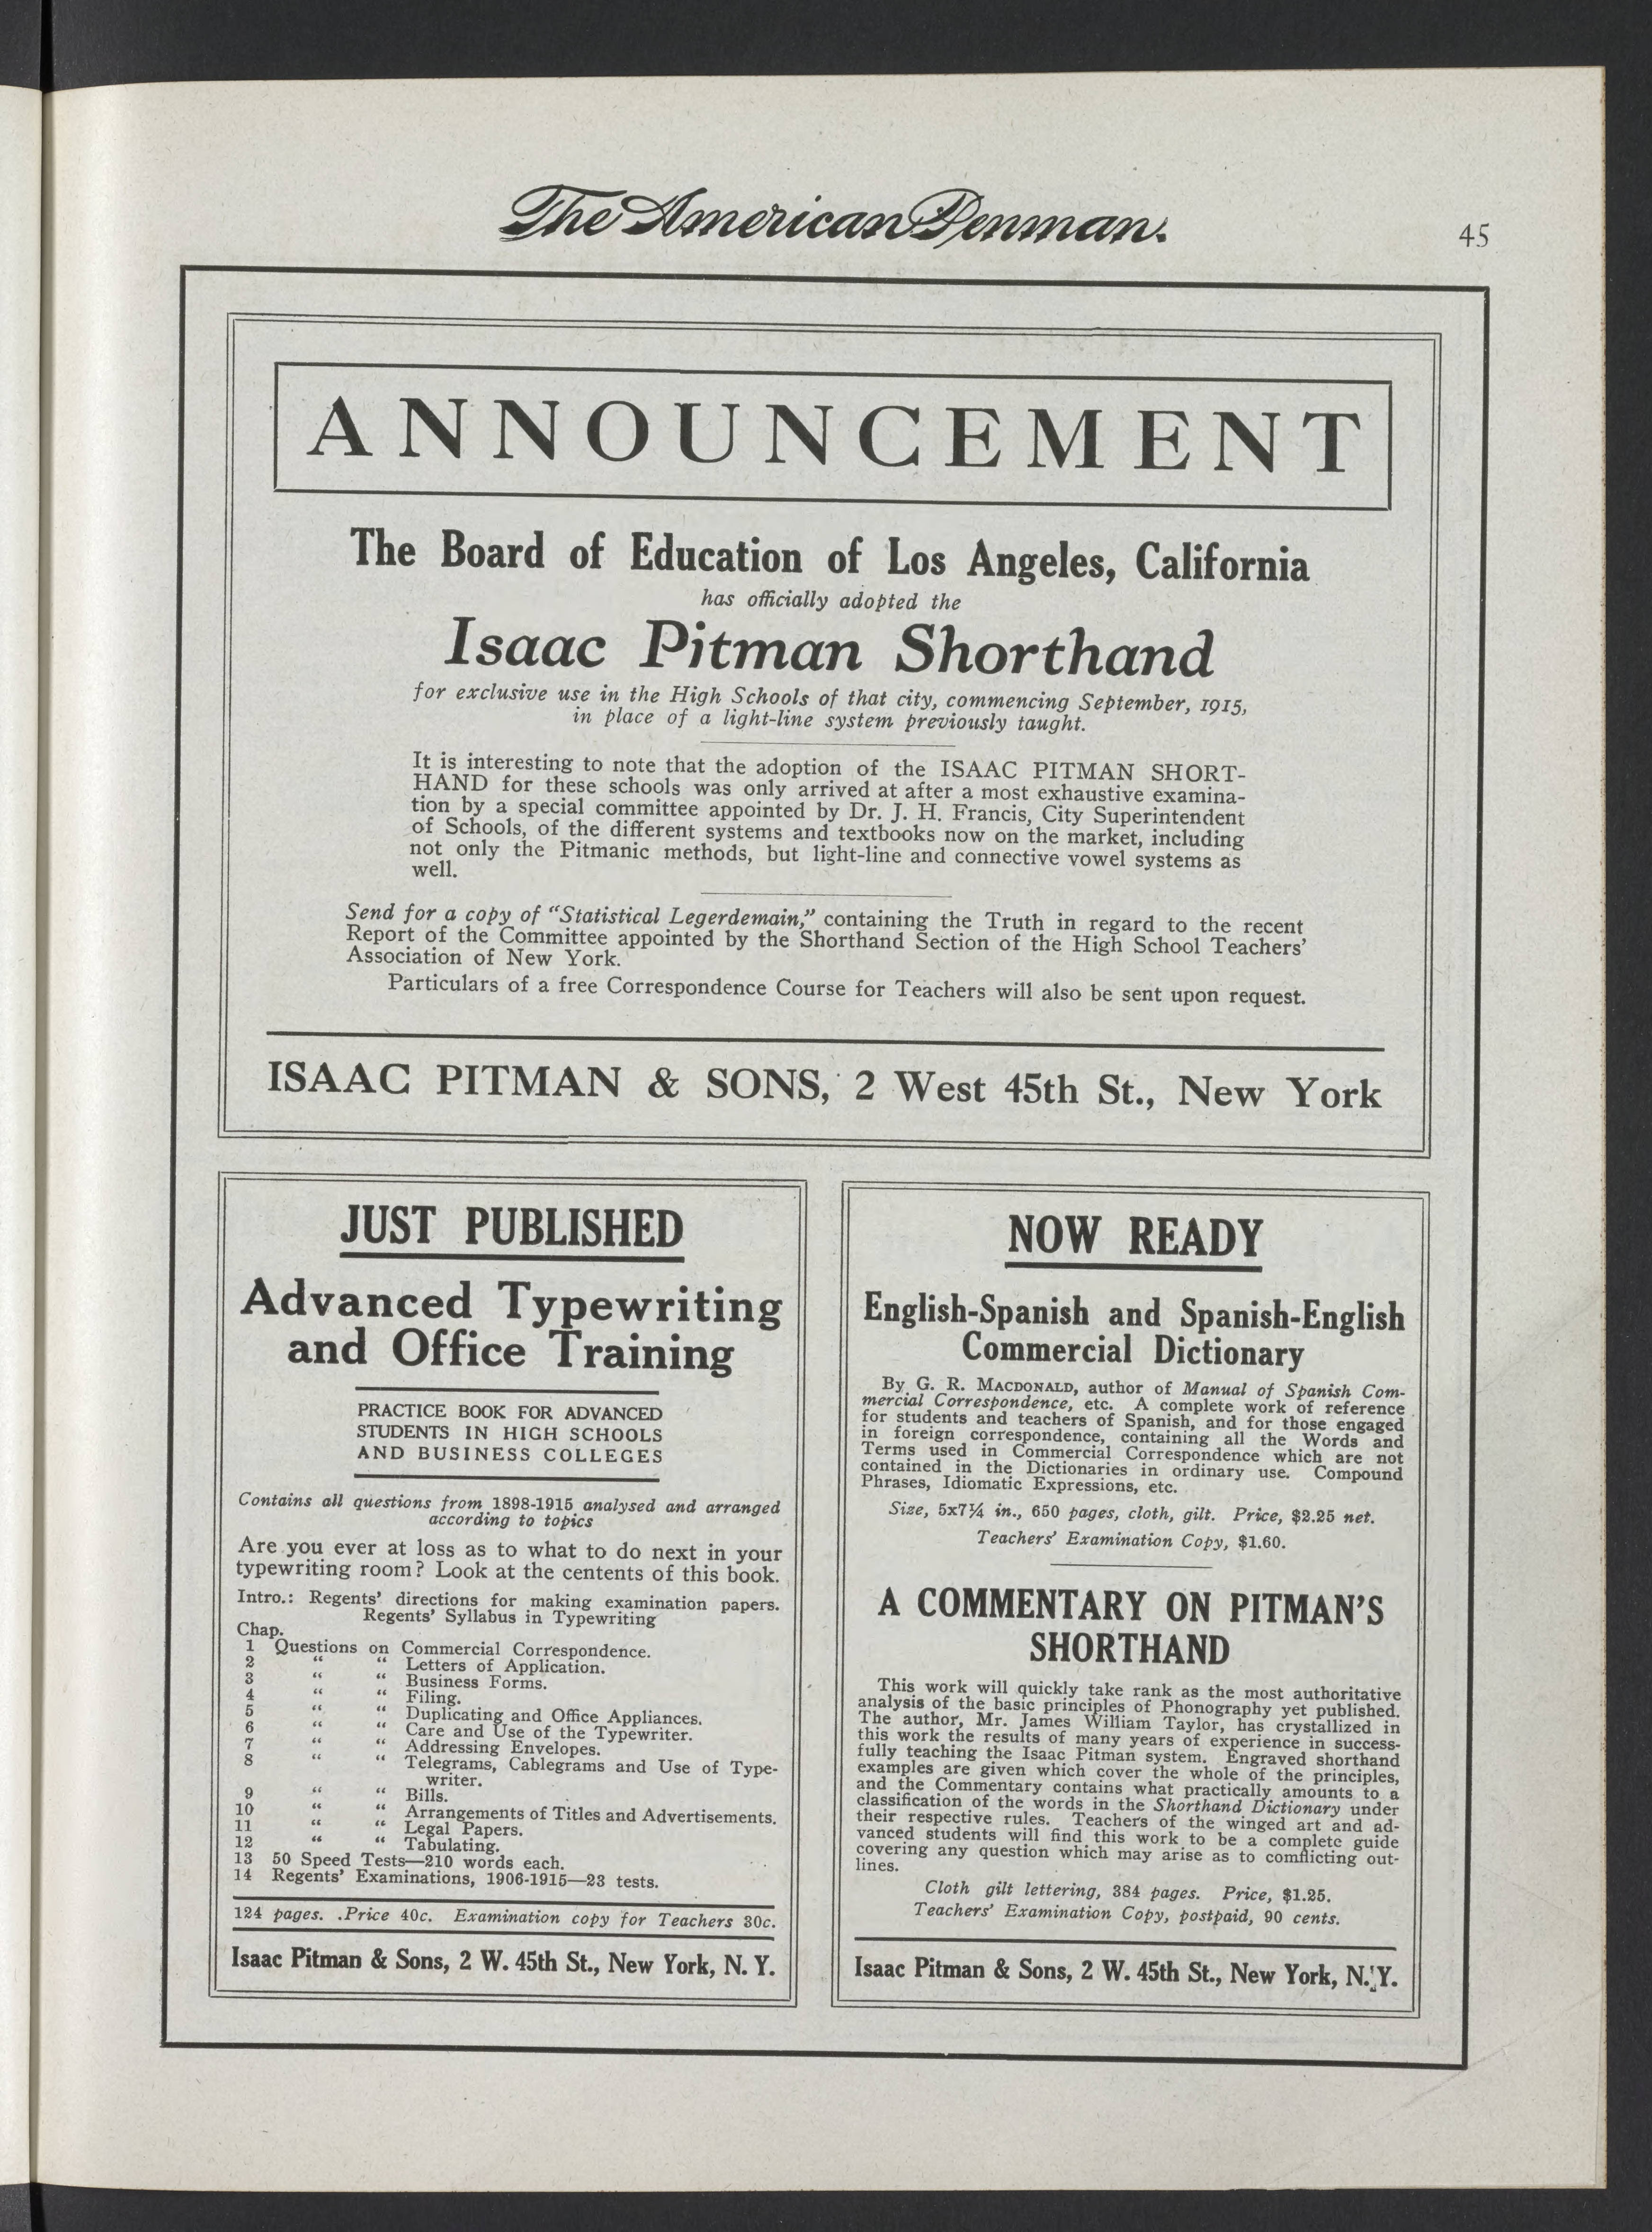 The American Penman.
45
ANNOUNCEMENT
The Board of Education of Los Angeles, California
has officially adopted the
Isaac Pitman Shorthand
for exclusive use in the High Schools of that city, commencing September, 1915,
in place of a light-line system previously taught.
It is interesting to note that the adoption of the ISAAC PITMAN SHORT-
HAND for these schools was only arrived at after a most exhaustive examina-
tion by a special committee appointed by Dr. J. H. Francis, City Superintendent
of Schools, of the different systems and textbooks now on the market, including
not only the Pitmanic methods, but light-line and connective vowel systems as
well.
Send for a copy of “Statistical Legerdemain,” containing the Truth in regard to the recent
Report of the Committee appointed by the Shorthand Section of the High School Teachers’
Association of New York.
Particulars of a free Correspondence Course for Teachers will also be sent upon request.
ISAAC PITMAN & SONS, 2 West 45th St., New York
JUST PUBLISHED
Advanced Typewriting
and Office Training
PRACTICE BOOK FOR ADVANCED
STUDENTS IN HIGH SCHOOLS
AND BUSINESS COLLEGES
Contains all questions from 1898-1915 analysed and arranged
according to topics
Are you ever at loss as to what to do next in your
typewriting room? Look at the centents of this book.
Intro.: Regents’ directions for making examination papers.
Regents’ Syllabus in Typewriting
Chap.
1 Questions on Commercial Correspondence.
2 “ “ Letters of Application.
3 “ “ Business Forms.
4 “ “ Filing.
5 “ “ Duplicating and Office Appliances.
6 “ “ Care and Use of the Typewriter.
7 “ “ Addressing Envelopes.
8 “ “ Telegrams, Cablegrams and Use of Type-
writer.
9 “ “ Bills.
10 “ “ Arrangements of Titles and Advertisements.
11 “ “ Legal Papers.
12 “ “ Tabulating.
13 50 Speed Tests—210 words each.
14 Regents’ Examinations, 1906-1915—23 tests.
124 pages. .Price 40c. Examination copy for Teachers 30c.
Isaac Pitman & Sons, 2 W. 45th St., New York, N. Y.
NOW READY
English-Spanish and Spanish-English
Commercial Dictionary
By G. R. MACDONALD, author of Manual of Spanish Com-
mercial Correspondence, etc. A complete work of reference
for students and teachers of Spanish, and for those engaged
in foreign correspondence, containing all the Words and
Terms used in Commercial Correspondence which are not
contained in the Dictionaries in ordinary use. Compound
Phrases, Idiomatic Expressions, etc.
Size, 5x7¼ in., 650 pages, cloth, gilt. Price, $2.25 net.
Teachers’ Examination Copy, $1.60.
A COMMENTARY ON PITMAN’S
SHORTHAND
This work will quickly take rank as the most authoritative
analysis of the basic principles of Phonography yet published.
The author, Mr. James William Taylor, has crystallized in
this work the results of many years of experience in success-
fully teaching the Isaac Pitman system. Engraved shorthand
examples are given which cover the whole of the principles,
and the Commentary contains what practically amounts to a
classification of the words in the Shorthand Dictionary under
their respective rules. Teachers of the winged art and ad-
vanced students will find this work to be a complete guide
covering any question which may arise as to comflicting out-
lines.
Cloth gilt lettering, 384 pages. Price, $1.25.
Teachers’ Examination Copy, postpaid, 90 cents.
Isaac Pitman & Sons, 2 W. 45th St., New York, N. Y.